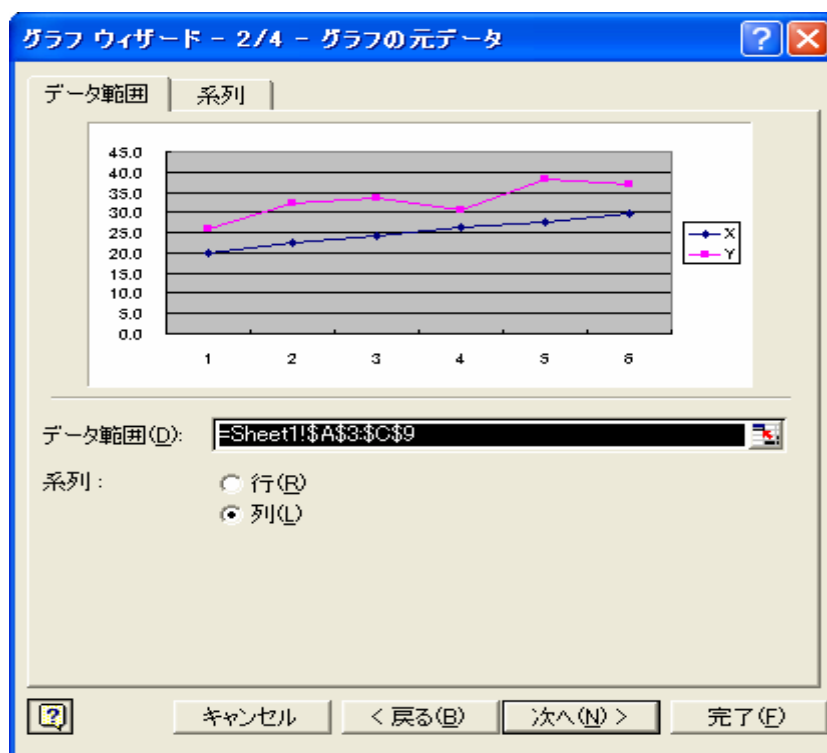 グラフ ウィザード - 2/4 - グラフの元データ
データ範囲 系列
45.0
40.0
35.0
30.0
25.0
20.0
15.0
10.0
5.0
0.0
1 2 3 4 5 6
X
Y
データ範囲(D): =Sheet1!$A$3:$C$9
系列: 行(R)
列(L)
キャンセル < 戻る(B) 次へ(N) > 完了(F)